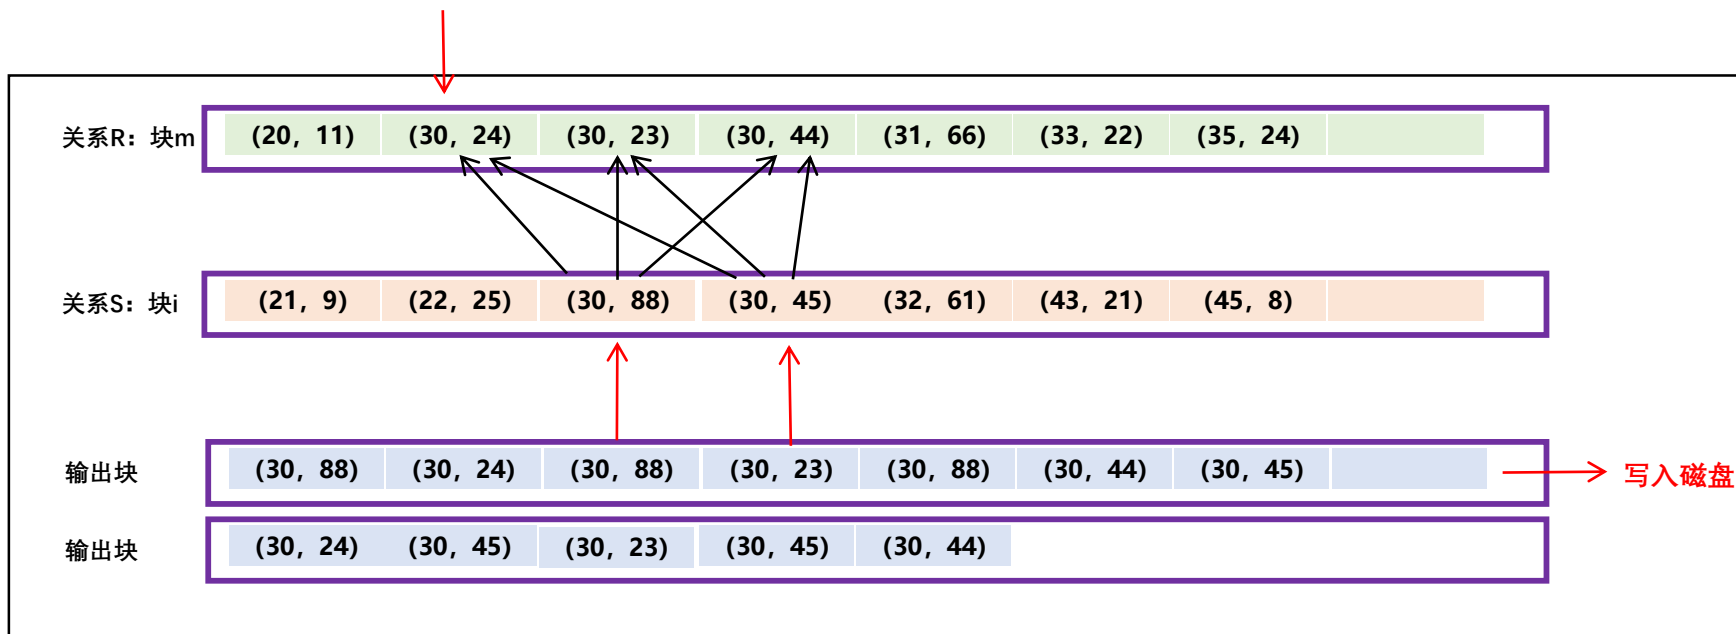 关系R：块m (20，11) (30，24) (30，23) (30，44) (31，66) (33，22) (35，24)
关系S：块i (21，9) (22，25) (30，88) (30，45) (32，61) (43，21) (45，8)
输出块 (30，88) (30，24) (30，88) (30，23) (30，88) (30，44) (30，45) 写入磁盘
输出块 (30，24) (30，45) (30，23) (30，45) (30，44)